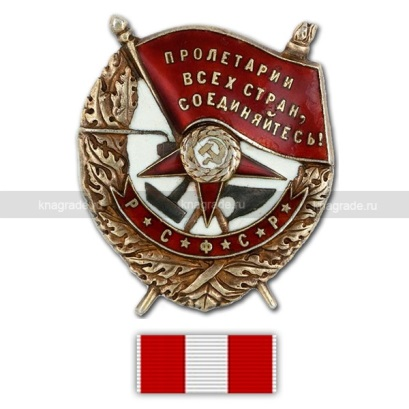 ПРОЛЕТАРИИ
ВСЕХ СТРАН,
СОЕДИНЯЙТЕСЬ!
knagrade.ru
knagrade.ru
knagrade.ru
Р.С.Ф.С.Р.